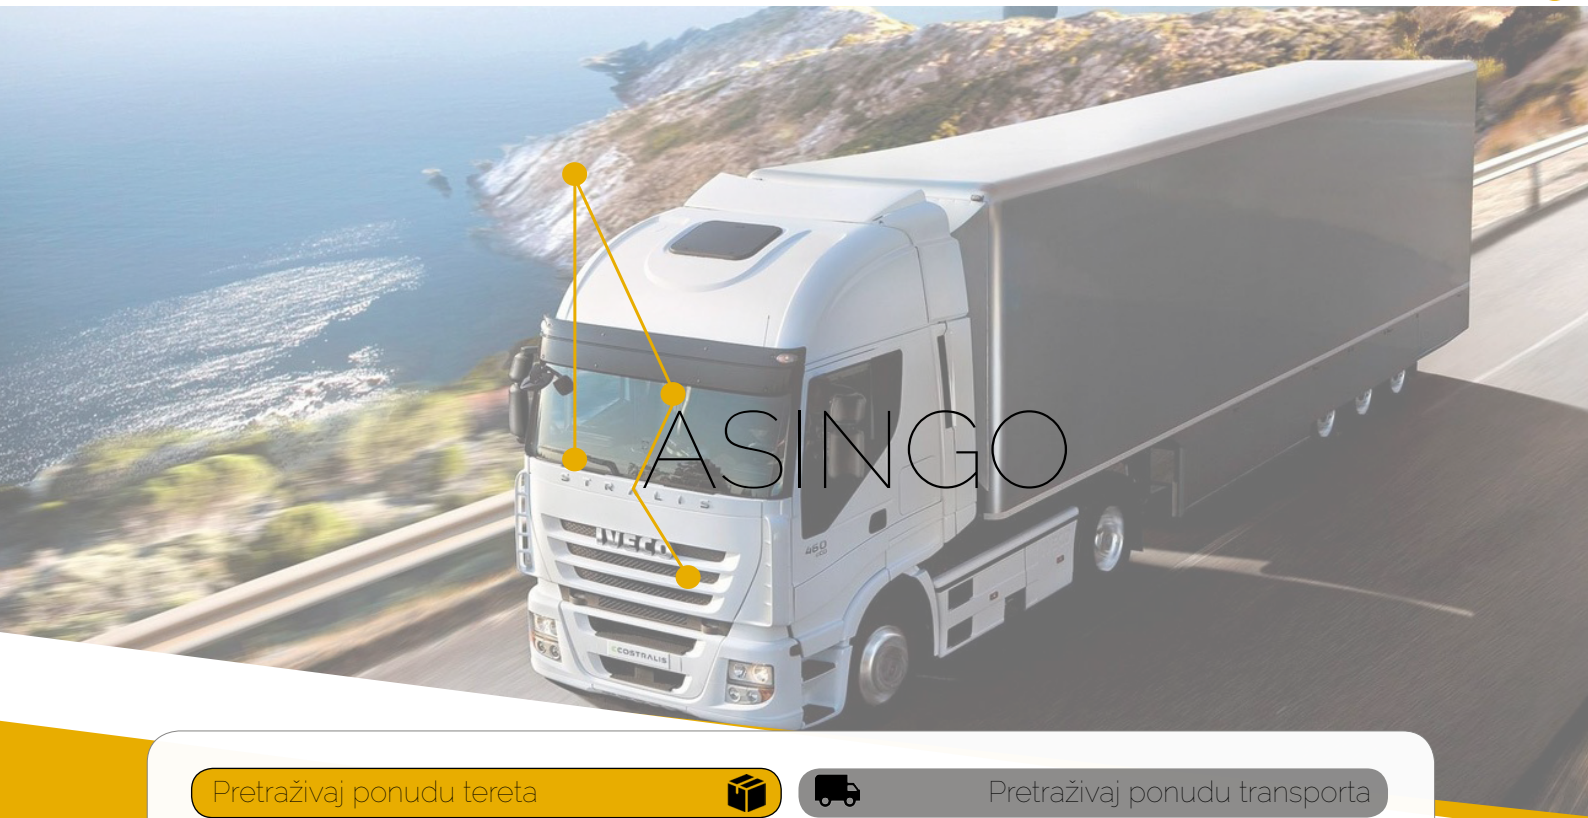 ASINGO
STRALIS
IVECO
460
ECOSTRALIS
Pretraživaj ponudu tereta
Pretraživaj ponudu transporta